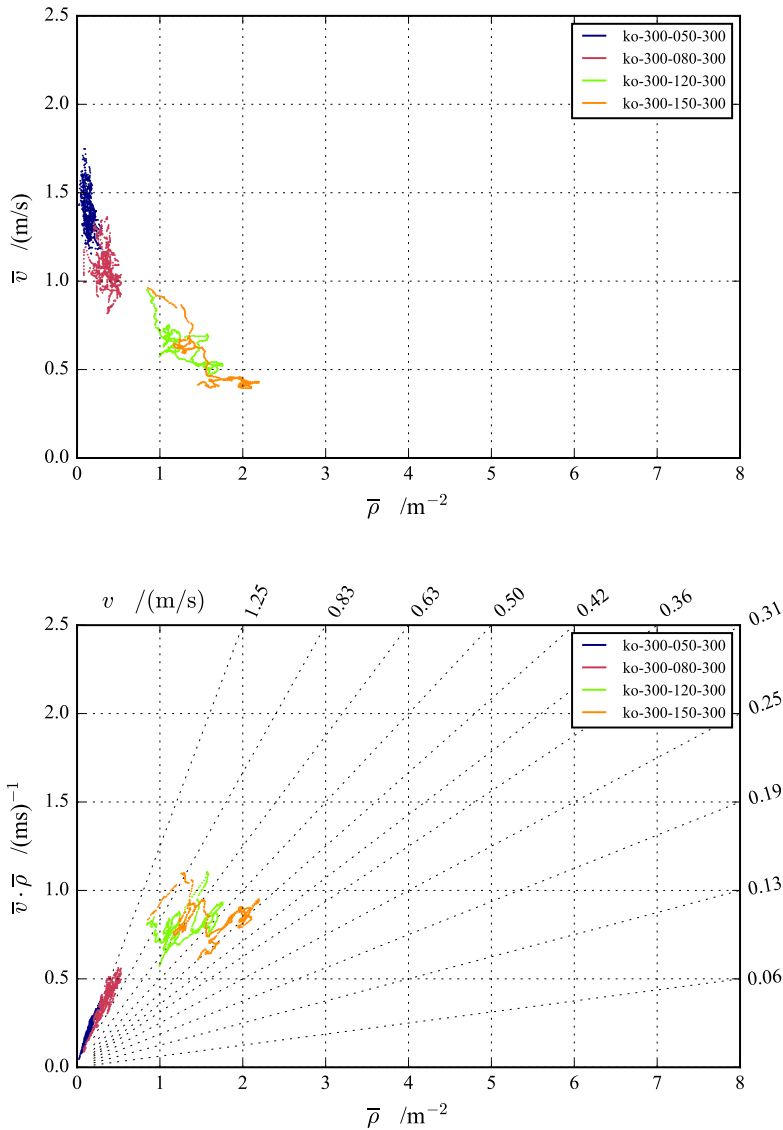 2.5
2.0
1.5
1.0
0.5
0.0
v̅ /(m/s)
ko-300-050-300
ko-300-080-300
ko-300-120-300
ko-300-150-300
0 1 2 3 4 5 6 7 8
ρ̅ /m⁻²
v /(m/s) 1.25 0.83 0.63 0.50 0.42 0.36 0.31
0.25
0.19
0.13
0.06
2.5
2.0
1.5
1.0
0.5
0.0
v̅ · ρ̅ /(ms)⁻¹
ko-300-050-300
ko-300-080-300
ko-300-120-300
ko-300-150-300
0 1 2 3 4 5 6 7 8
ρ̅ /m⁻²